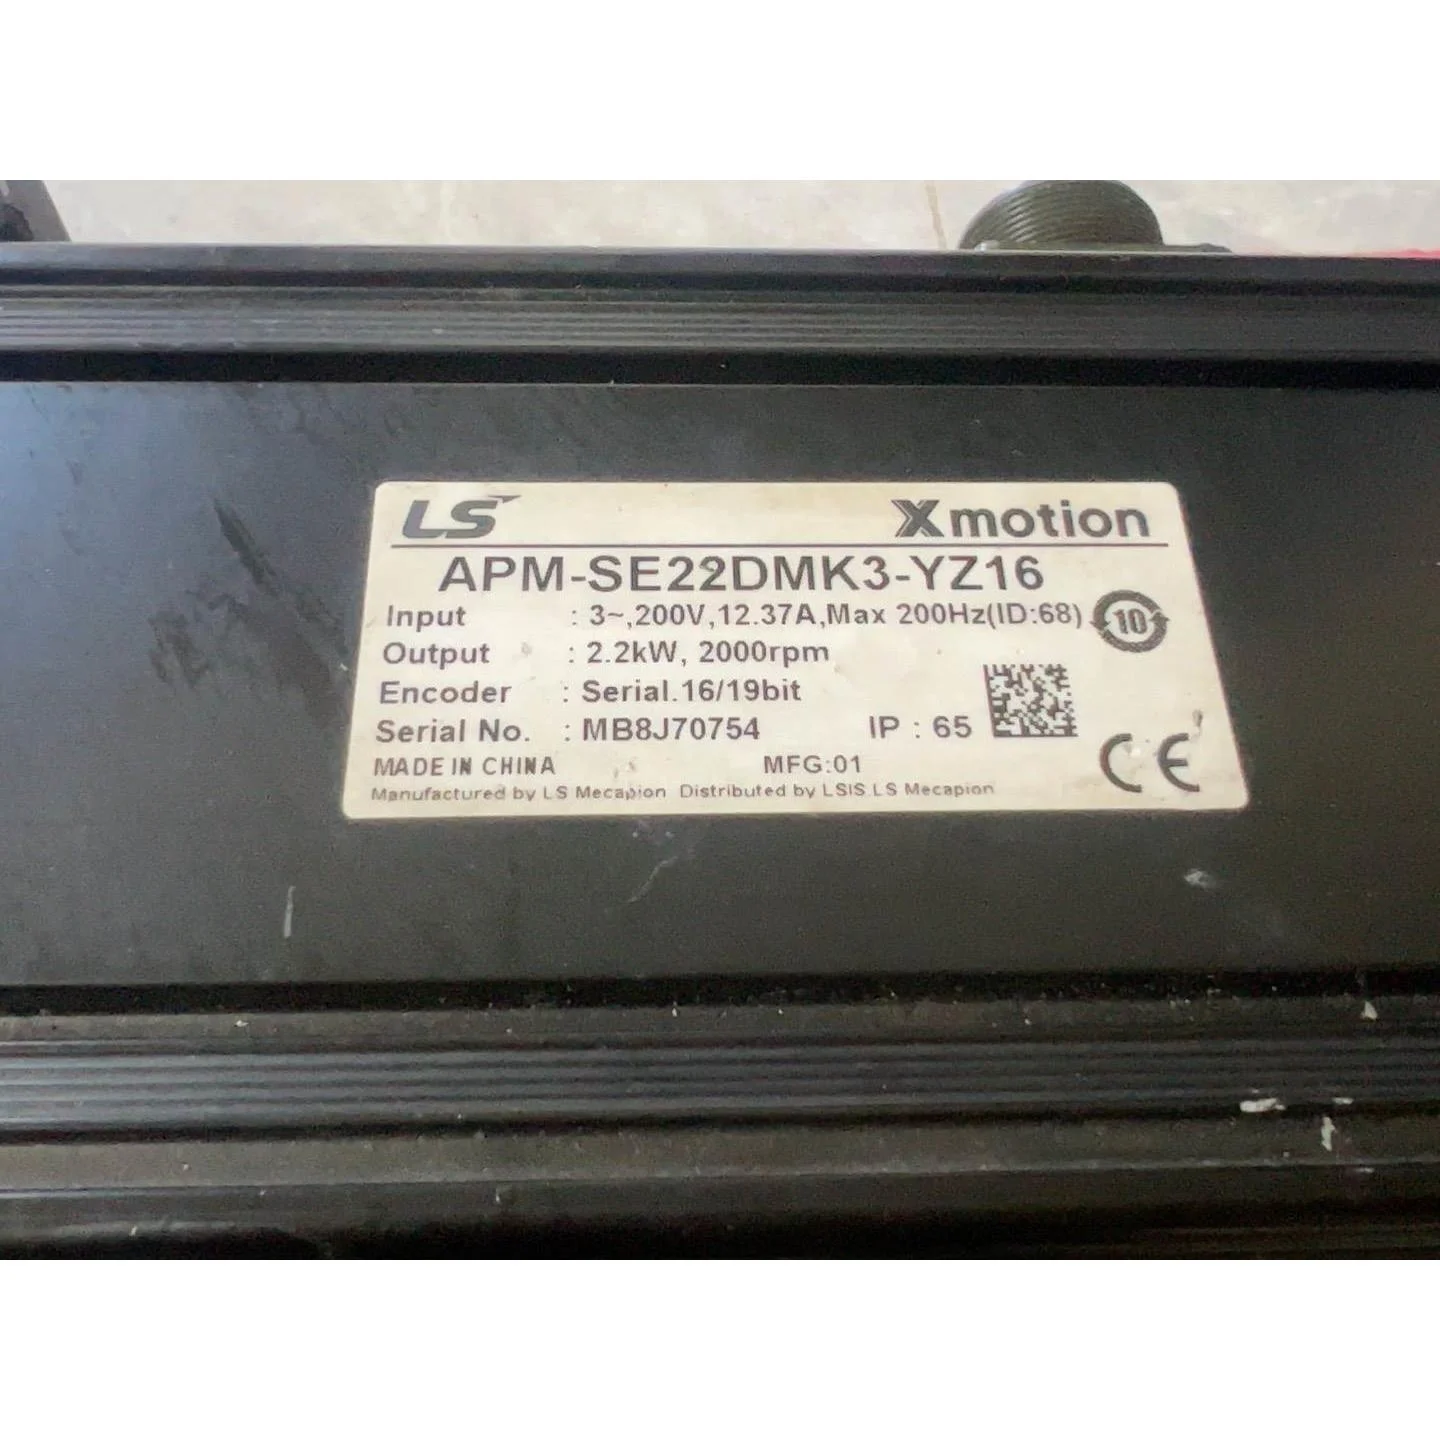 LS Xmotion
APM-SE22DMK3-YZ16
Input : 3~,200V,12.37A,Max 200Hz(ID:68) 10
Output : 2.2kW, 2000rpm
Encoder : Serial.16/19bit
Serial No. : MB8J70754 IP : 65
MADE IN CHINA MFG:01 CE
Manufactured by LS Mecapion Distributed by LSIS.LS Mecapion